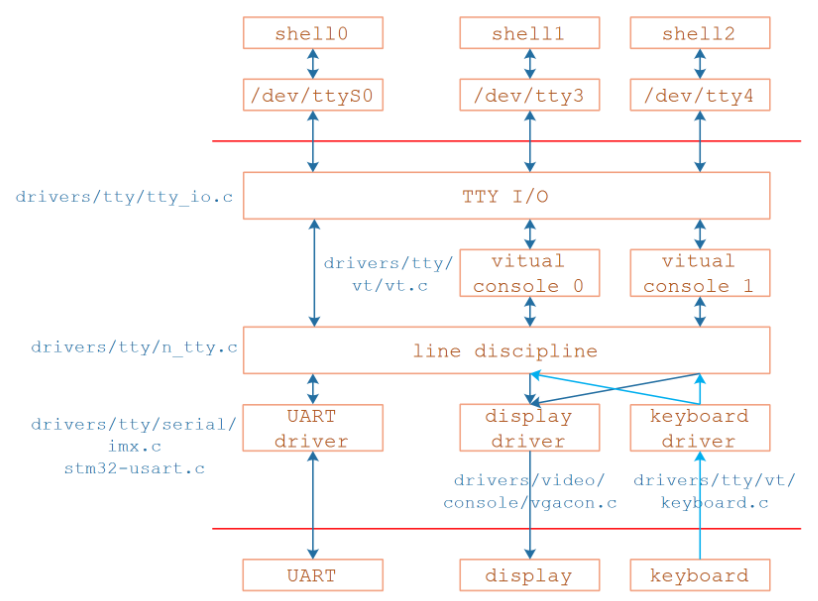 shell0
shell1
shell2
/dev/ttyS0
/dev/tty3
/dev/tty4
drivers/tty/tty_io.c
TTY I/O
drivers/tty/
vt/vt.c
vitual
console 0
vitual
console 1
drivers/tty/n_tty.c
line discipline
drivers/tty/serial/
imx.c
stm32-usart.c
UART
driver
display
driver
keyboard
driver
drivers/video/
console/vgacon.c
drivers/tty/vt/
keyboard.c
UART
display
keyboard